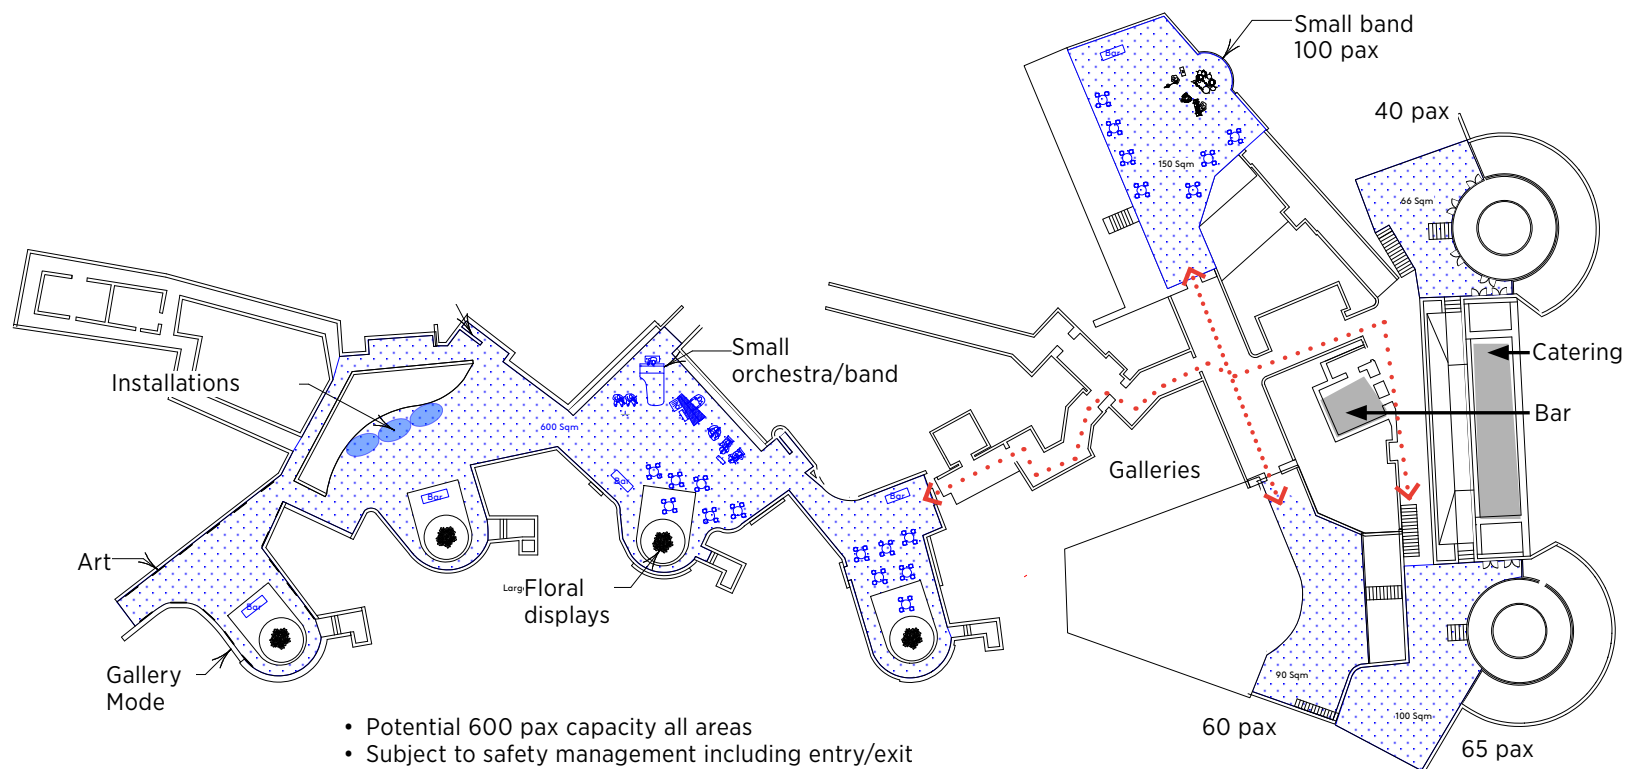 Small band
100 pax
Bar
40 pax
150 Sqm
66 Sqm
Small
orchestra/band
Catering
Installations
Bar
600 Sqm
Galleries
Bar
Bar
Bar
Art
Floral
displays
Bar
Gallery
Mode
90 Sqm
100 Sqm
60 pax
65 pax
• Potential 600 pax capacity all areas
• Subject to safety management including entry/exit